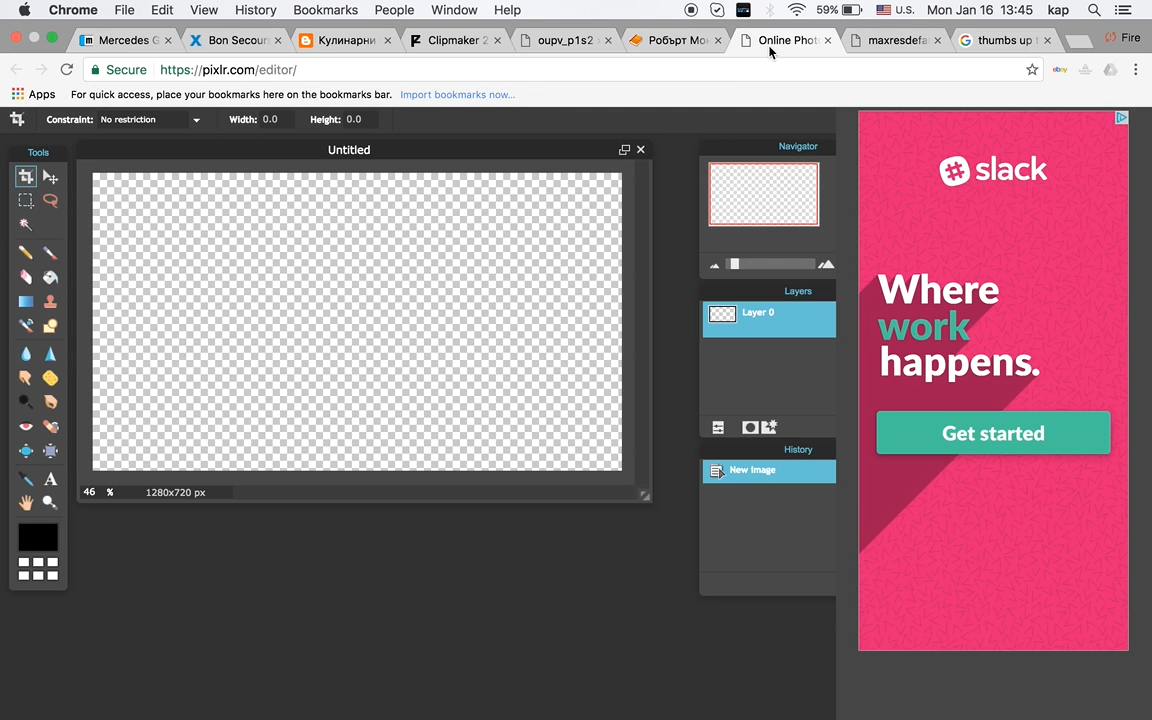 Chrome File Edit View History Bookmarks People Window Help 59% U.S. Mon Jan 16 13:45 kap
Mercedes G Bon Secour Кулинарни Clipmaker 2 oupv_p1s2 Робърт Мо Online Phot maxresdefa thumbs up Fire
Secure https://pixlr.com/editor/ ebay
Apps For quick access, place your bookmarks here on the bookmarks bar. Import bookmarks now...
Constraint: No restriction Width: 0.0 Height: 0.0
Tools
Untitled
Navigator
Layers
Layer 0
History
New Image
46 % 1280x720 px
slack
Where
work
happens.
Get started